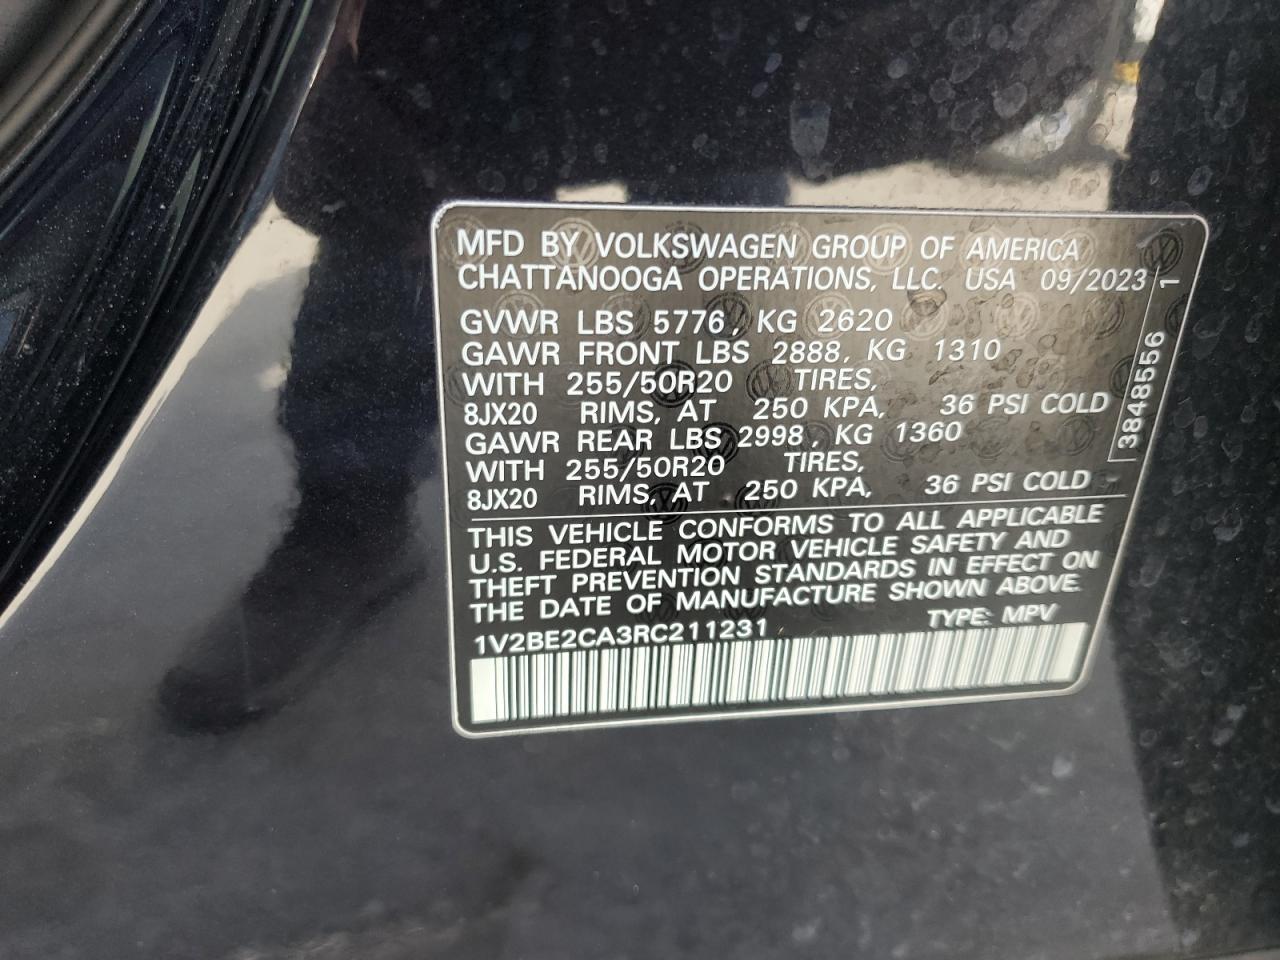 MFD BY VOLKSWAGEN GROUP OF AMERICA
CHATTANOOGA OPERATIONS, LLC. USA 09/2023
GVWR LBS 5776, KG 2620
GAWR FRONT LBS 2888, KG 1310
WITH 255/50R20 TIRES,
8JX20 RIMS, AT 250 KPA, 36 PSI COLD
GAWR REAR LBS 2998, KG 1360
WITH 255/50R20 TIRES,
8JX20 RIMS, AT 250 KPA, 36 PSI COLD
THIS VEHICLE CONFORMS TO ALL APPLICABLE
U.S. FEDERAL MOTOR VEHICLE SAFETY AND
THEFT PREVENTION STANDARDS IN EFFECT ON
THE DATE OF MANUFACTURE SHOWN ABOVE.
1V2BE2CA3RC211231 TYPE: MPV
3848556 1